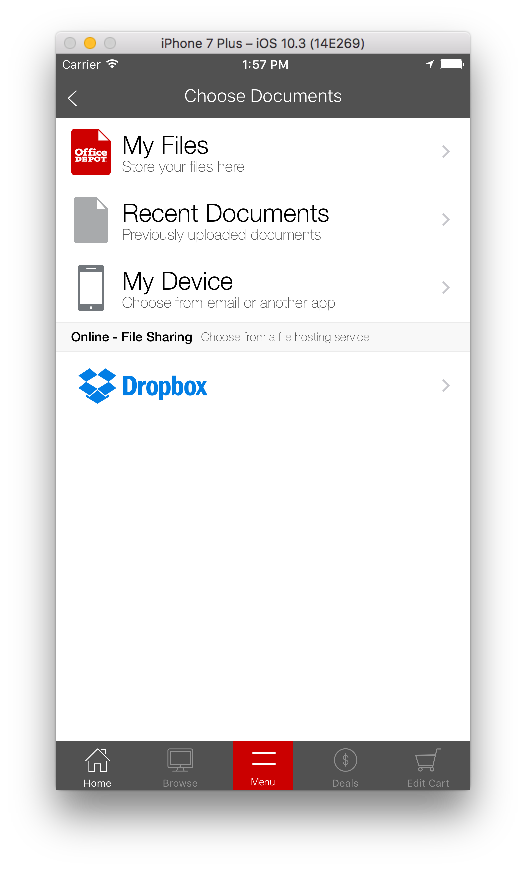 iPhone 7 Plus – iOS 10.3 (14E269)
Carrier 1:57 PM
Choose Documents
Office DEPOT
My Files
Store your files here
Recent Documents
Previously uploaded documents
My Device
Choose from email or another app
Online - File Sharing Choose from a file hosting service
Dropbox
Home Browse Menu Deals Edit Cart